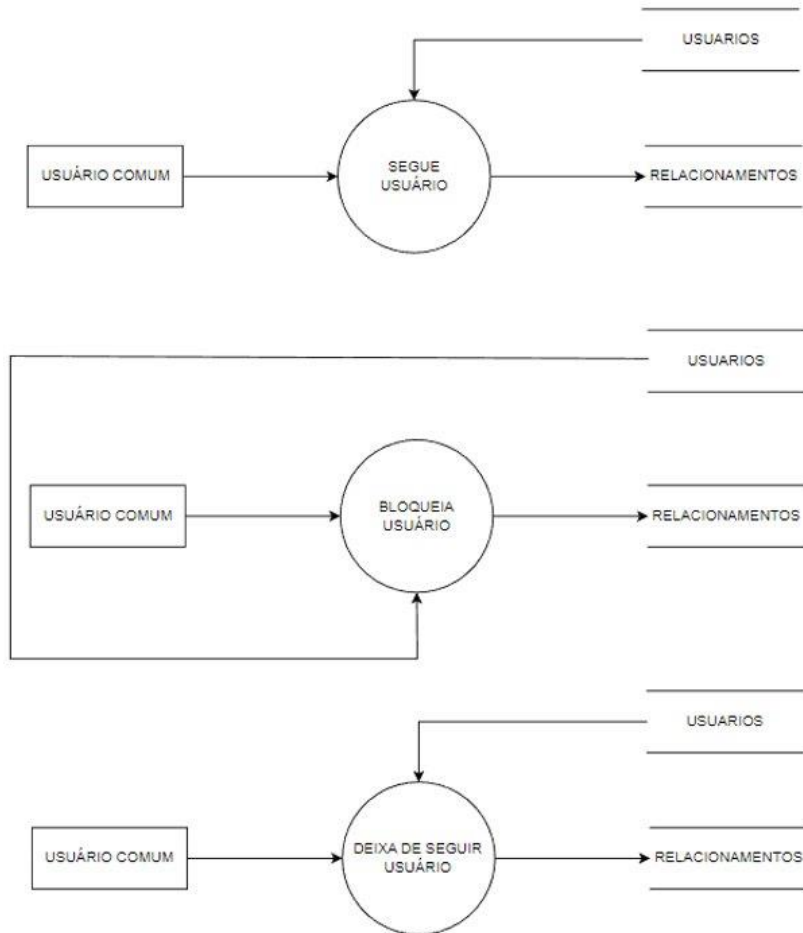 USUARIOS
USUÁRIO COMUM
SEGUE
USUÁRIO
RELACIONAMENTOS
USUARIOS
USUÁRIO COMUM
BLOQUEIA
USUÁRIO
RELACIONAMENTOS
USUARIOS
USUÁRIO COMUM
DEIXA DE SEGUIR
USUÁRIO
RELACIONAMENTOS